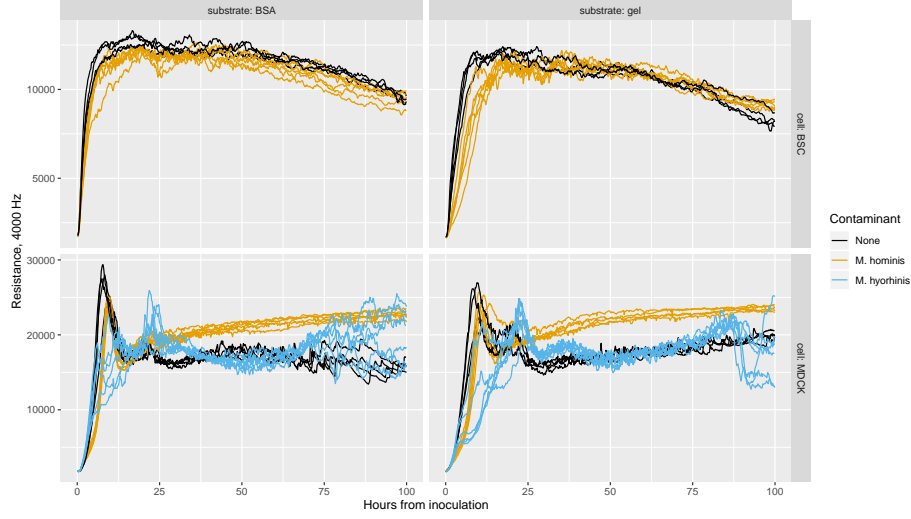 substrate: BSA
substrate: gel
10000
5000
cell: BSC
30000
20000
10000
cell: MDCK
Resistance, 4000 Hz
0
25
50
75
100
0
25
50
75
100
Hours from inoculation
Contaminant
None
M. hominis
M. hyorhinis